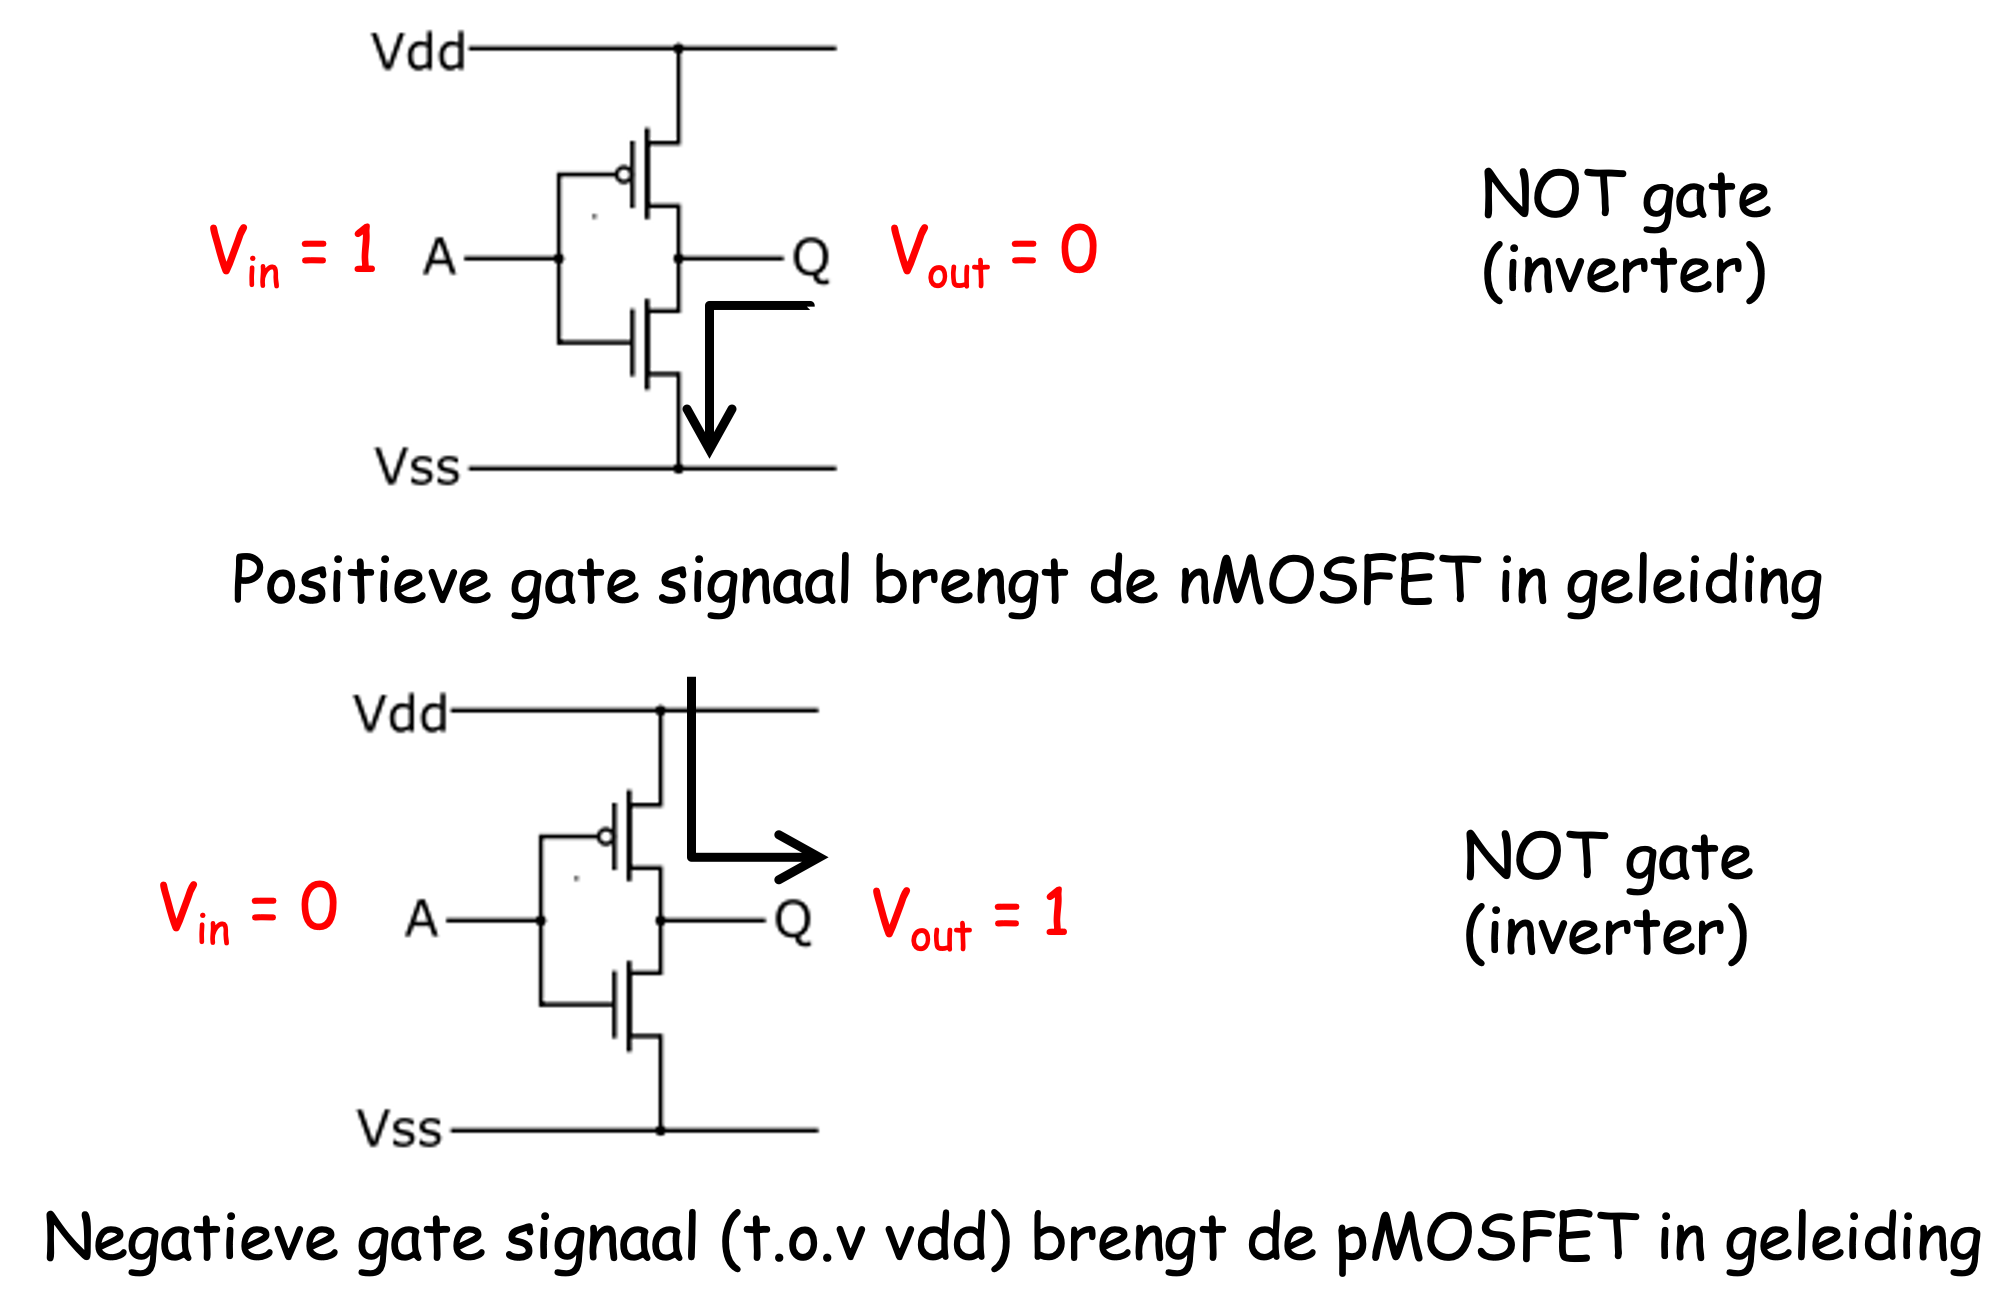 Vdd
NOT gate
(inverter)
Vin = 1 A Q Vout = 0
Vss
Positieve gate signaal brengt de nMOSFET in geleiding
Vdd
NOT gate
(inverter)
Vin = 0 A Q Vout = 1
Vss
Negatieve gate signaal (t.o.v vdd) brengt de pMOSFET in geleiding